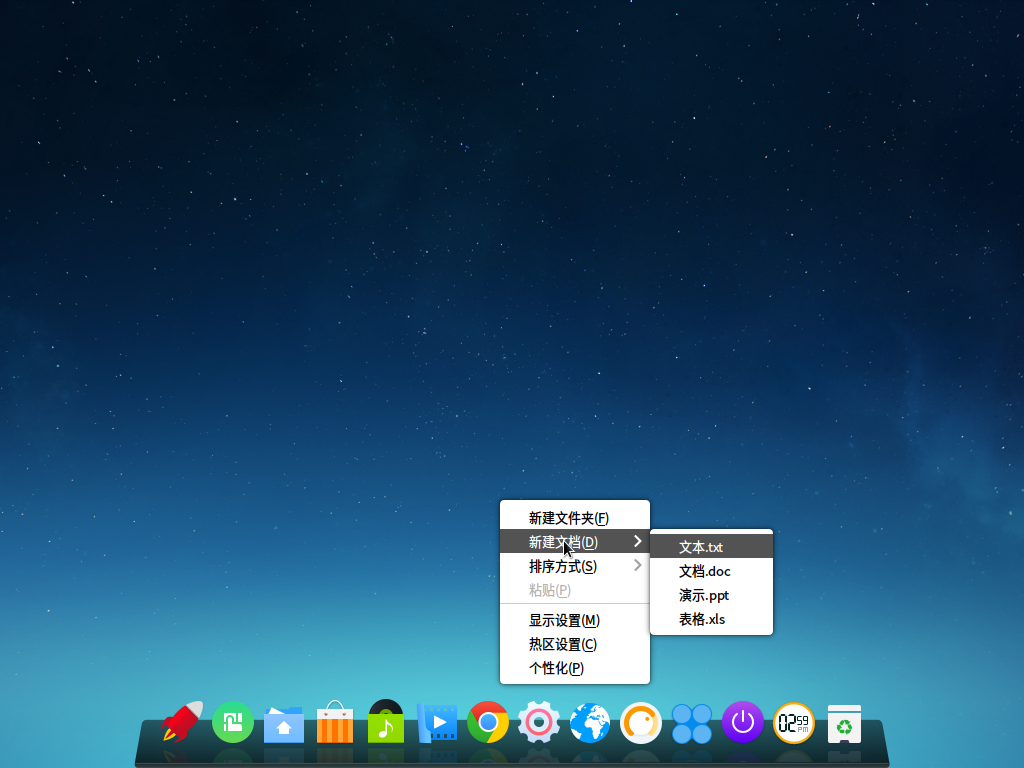 新建文件夹(F)
新建文档(D)
排序方式(S)
粘贴(P)
显示设置(M)
热区设置(C)
个性化(P)
文本.txt
文档.doc
演示.ppt
表格.xls
02 59 PM